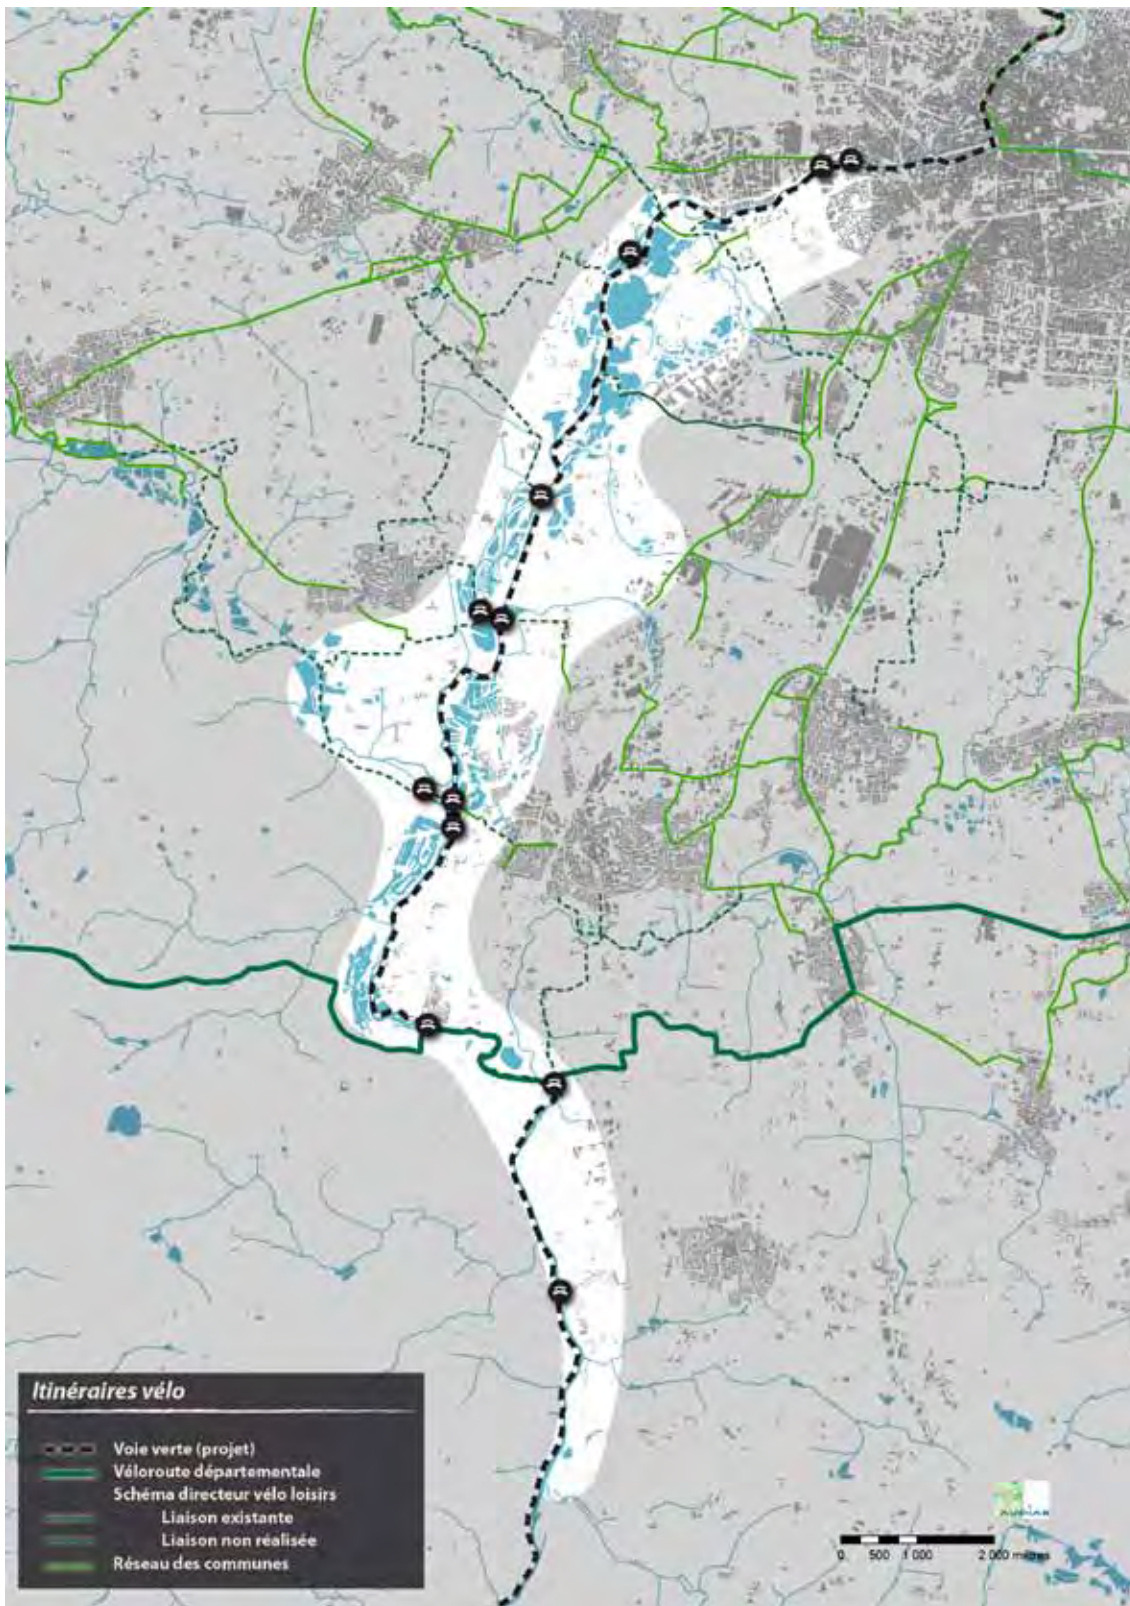 Itinéraires vélo
Voie verte (projet)
Véloroute départementale
Schéma directeur vélo loisirs
Liaison existante
Liaison non réalisée
Réseau des communes
AUDIAR
0 500 1 000 2 000 mètres